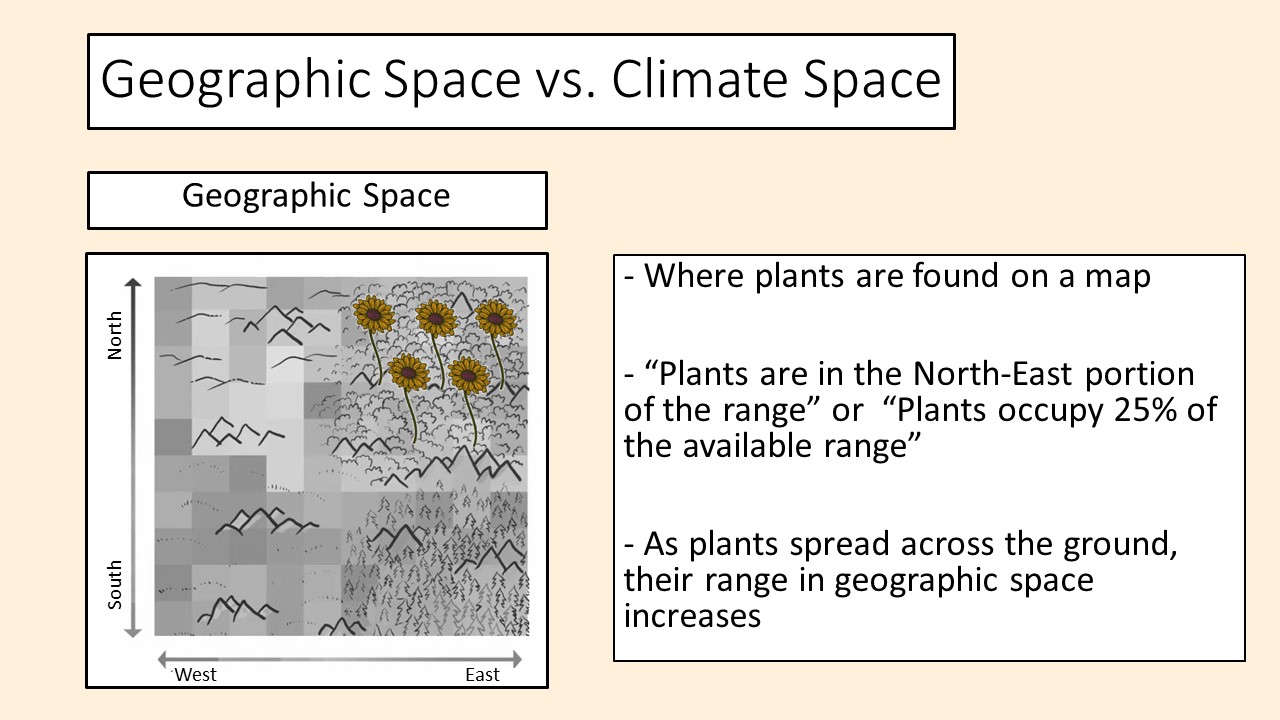 Geographic Space vs. Climate Space
Geographic Space
North
South
West
East
- Where plants are found on a map
- “Plants are in the North-East portion
of the range” or  “Plants occupy 25% of
the available range”
- As plants spread across the ground,
their range in geographic space
increases